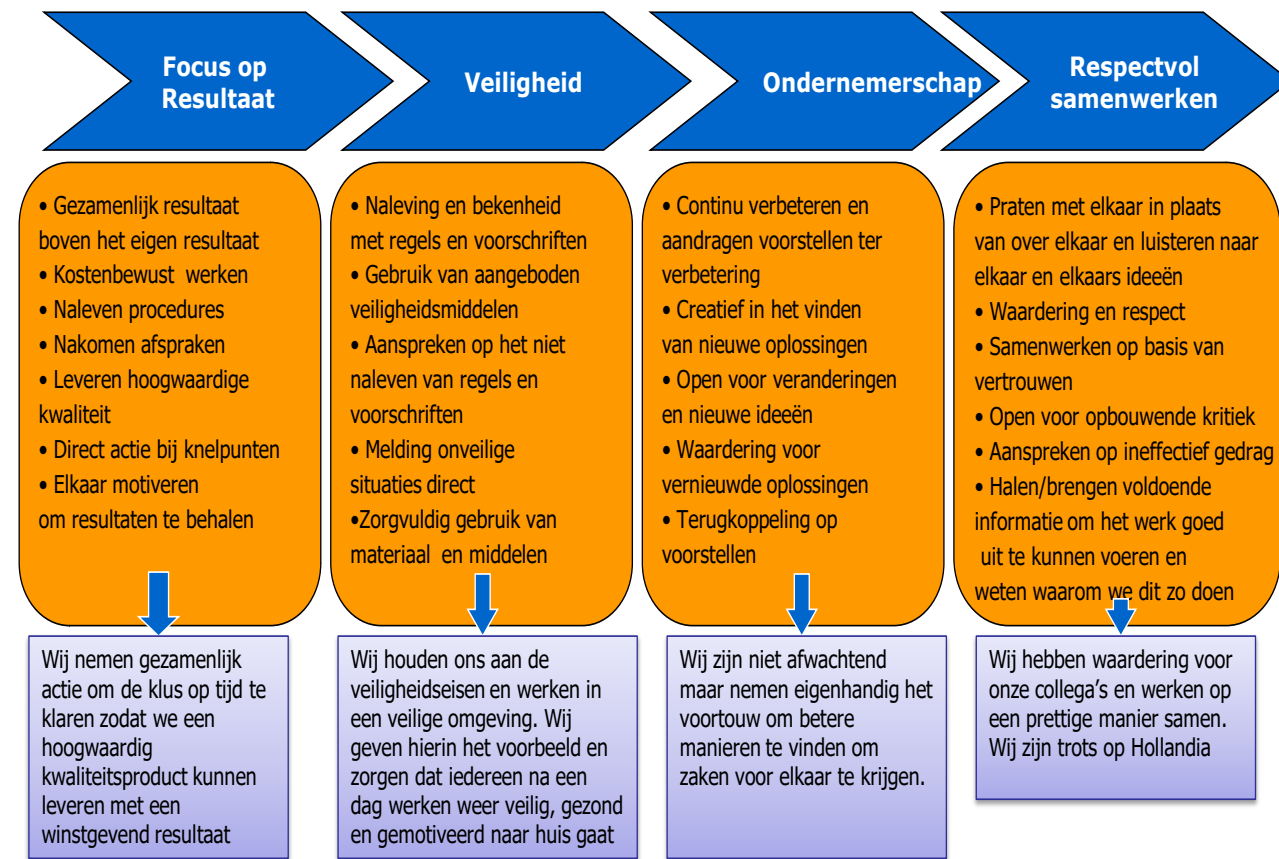 Focus op
Resultaat
Veiligheid
Ondernemerschap
Respectvol
samenwerken
• Gezamenlijk resultaat
boven het eigen resultaat
• Kostenbewust  werken
• Naleven procedures
• Nakomen afspraken
• Leveren hoogwaardige
kwaliteit
• Direct actie bij knelpunten
• Elkaar motiveren
om resultaten te behalen
• Naleving en bekenheid
met regels en voorschriften
• Gebruik van aangeboden
veiligheidsmiddelen
• Aanspreken op het niet
naleven van regels en
voorschriften
• Melding onveilige
situaties direct
•Zorgvuldig gebruik van
materiaal  en middelen
• Continu verbeteren en
aandragen voorstellen ter
verbetering
• Creatief in het vinden
van nieuwe oplossingen
• Open voor veranderingen
en nieuwe ideeën
• Waardering voor
vernieuwde oplossingen
• Terugkoppeling op
voorstellen
• Praten met elkaar in plaats
van over elkaar en luisteren naar
elkaar en elkaars ideeën
• Waardering en respect
• Samenwerken op basis van
vertrouwen
• Open voor opbouwende kritiek
• Aanspreken op ineffectief gedrag
• Halen/brengen voldoende
informatie om het werk goed
uit te kunnen voeren en
weten waarom we dit zo doen
Wij nemen gezamenlijk
actie om de klus op tijd te
klaren zodat we een
hoogwaardig
kwaliteitsproduct kunnen
leveren met een
winstgevend resultaat
Wij houden ons aan de
veiligheidseisen en werken in
een veilige omgeving. Wij
geven hierin het voorbeeld en
zorgen dat iedereen na een
dag werken weer veilig, gezond
en gemotiveerd naar huis gaat
Wij zijn niet afwachtend
maar nemen eigenhandig het
voortouw om betere
manieren te vinden om
zaken voor elkaar te krijgen.
Wij hebben waardering voor
onze collega’s en werken op
een prettige manier samen.
Wij zijn trots op Hollandia